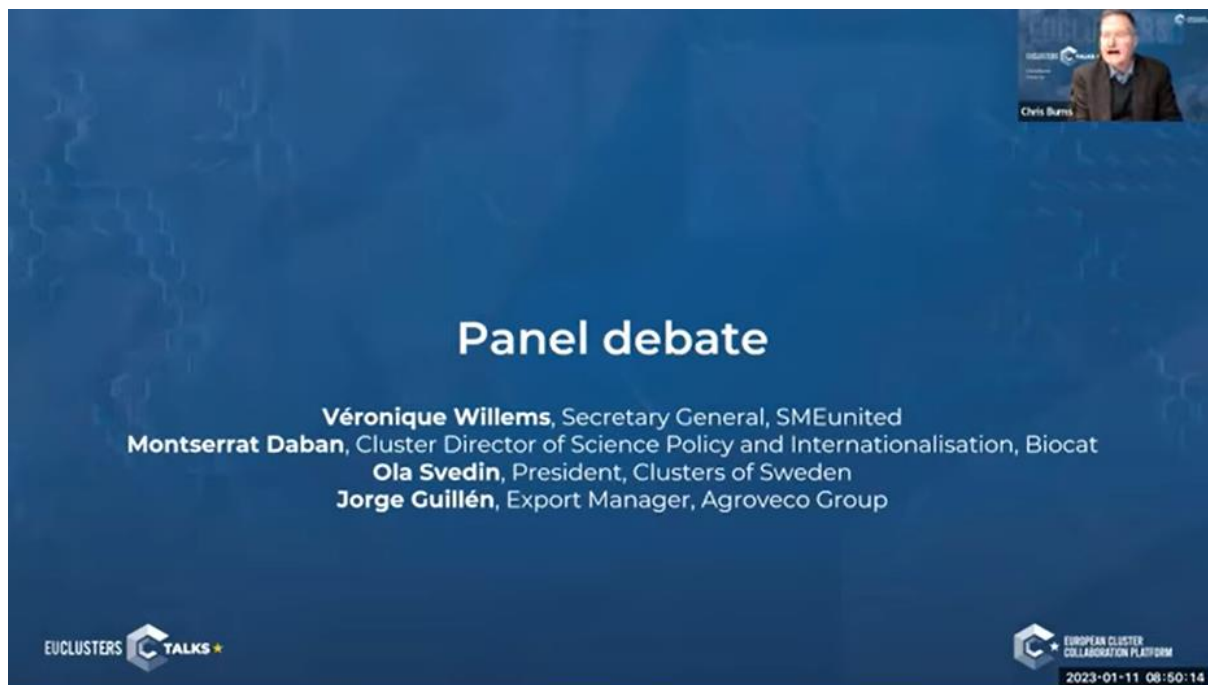 EUCLUSTERS
TALKS
Chris Burns
Panel debate
Véronique Willems, Secretary General, SMEunited
Montserrat Daban, Cluster Director of Science Policy and Internationalisation, Biocat
Ola Svedin, President, Clusters of Sweden
Jorge Guillén, Export Manager, Agroveco Group
EUCLUSTERS TALKS
EUROPEAN CLUSTER
COLLABORATION PLATFORM
2023-01-11 08:50:14